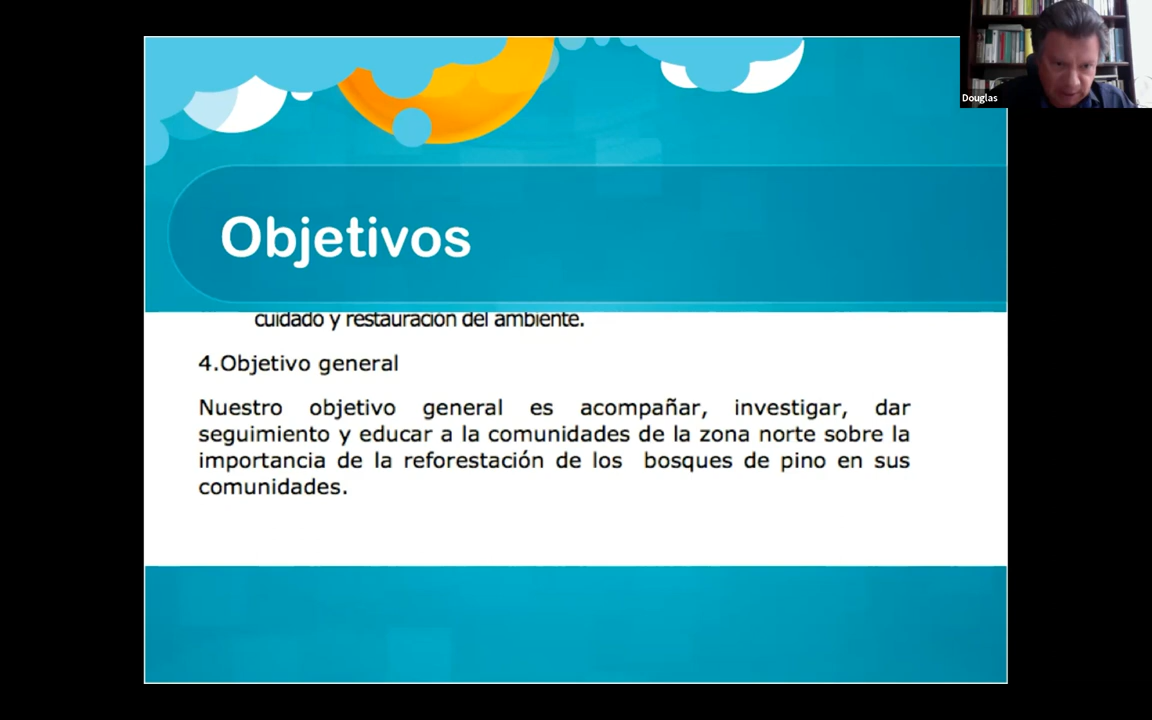 Douglas
Objetivos
cuidado y restauración del ambiente.
4.Objetivo general
Nuestro objetivo general es acompañar, investigar, dar
seguimiento y educar a la comunidades de la zona norte sobre la
importancia de la reforestación de los bosques de pino en sus
comunidades.